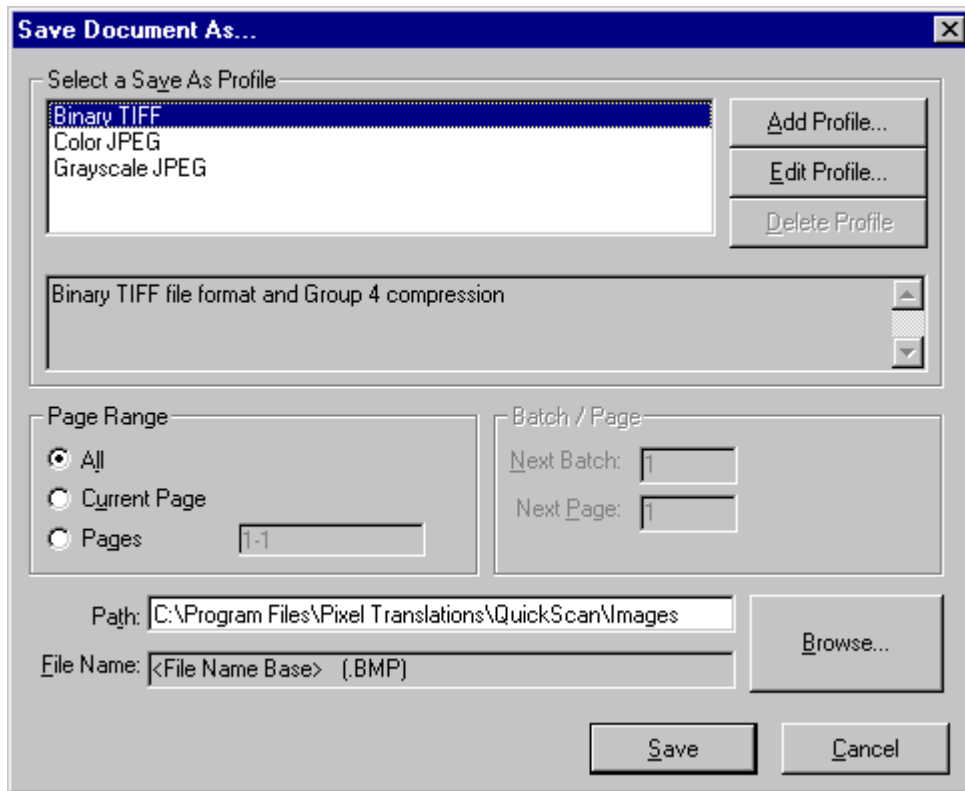 Save Document As...
Select a Save As Profile
Binary TIFF
Color JPEG
Grayscale JPEG
Add Profile...
Edit Profile...
Delete Profile
Binary TIFF file format and Group 4 compression
Page Range
All
Current Page
Pages 1-1
Batch / Page
Next Batch: 1
Next Page: 1
Path: C:\Program Files\Pixel Translations\QuickScan\Images
File Name: <File Name Base> (.BMP)
Browse...
Save Cancel